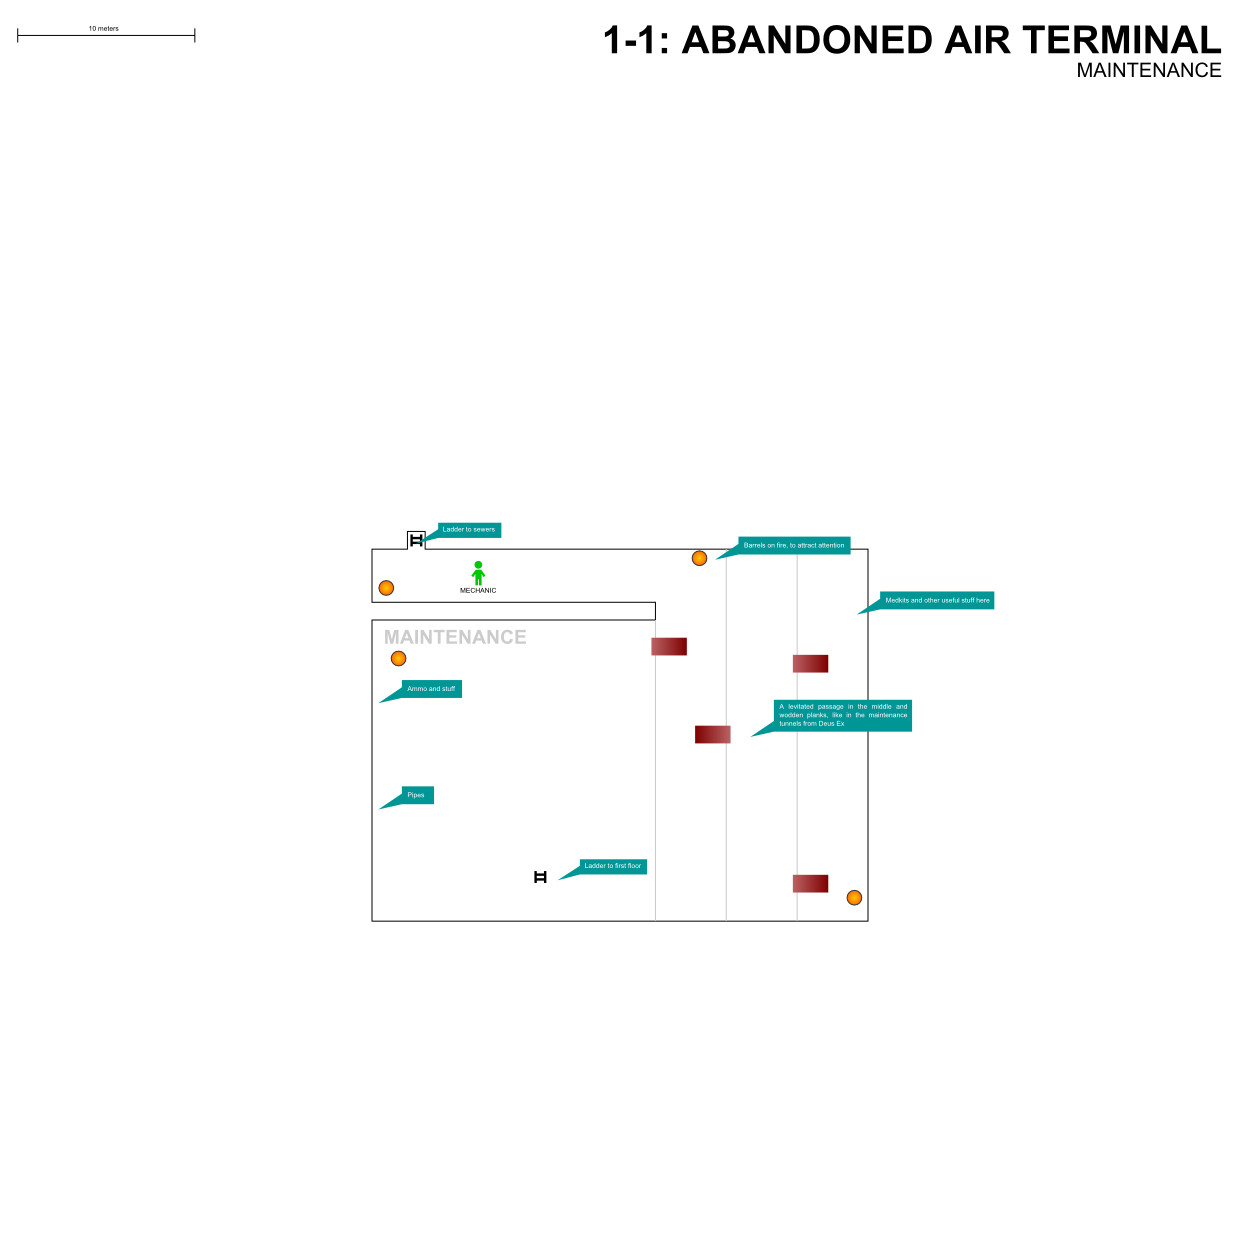 10 meters
1-1: ABANDONED AIR TERMINAL
MAINTENANCE
Ladder to sewers
Barrels on fire, to attract attention
MECHANIC
Medkits and other useful stuff here
MAINTENANCE
Ammo and stuff
A levitated passage in the middle and
wodden planks, like in the maintenance
tunnels from Deus Ex
Pipes
Ladder to first floor